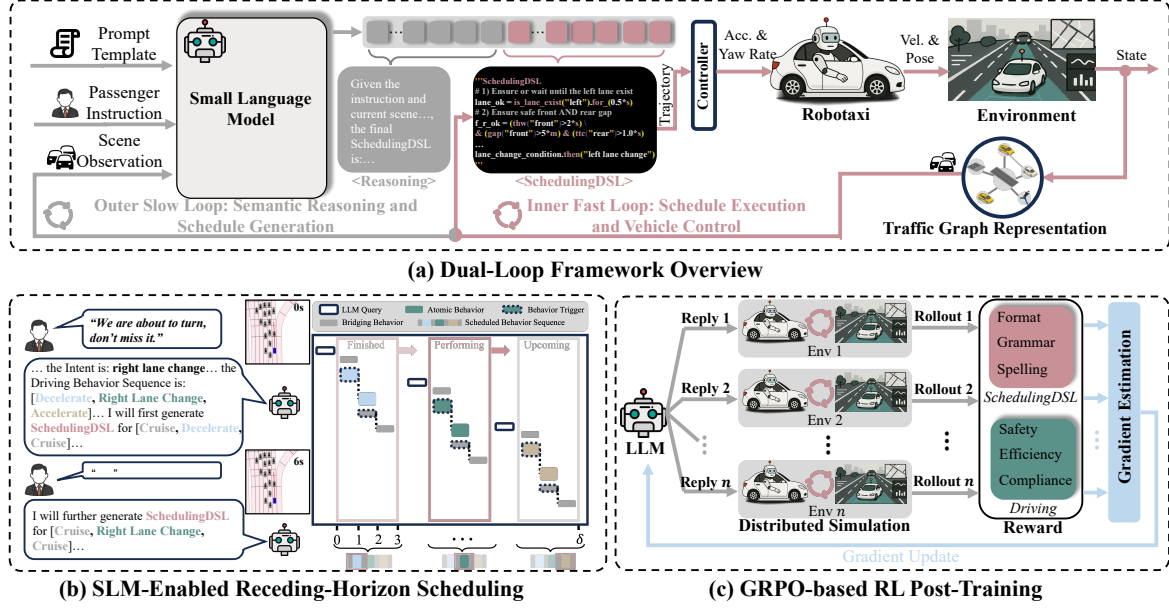 Prompt
Template
Passenger
Instruction
Scene
Observation
Small Language
Model
Given the
instruction and
current scene…,
the final
SchedulingDSL
is:…
<Reasoning>
'''SchedulingDSL
# 1) Ensure or wait until the left lane exist
lane_ok = is_lane_exist("left").for_(0.5*s)
# 2) Ensure safe front AND rear gap
f_r_ok = (thw("front")>2*s) \
& (gap("front")>5*m) & (ttc("rear")>1.0*s)
…
lane_change_condition.then("left lane change")
'''
<SchedulingDSL>
Trajectory
Controller
Acc. &
Yaw Rate
Robotaxi
Vel. &
Pose
Environment
State
Traffic Graph Representation
Outer Slow Loop: Semantic Reasoning and
Schedule Generation
Inner Fast Loop: Schedule Execution
and Vehicle Control
(a) Dual-Loop Framework Overview
“We are about to turn,
don’t miss it.”
0s
… the Intent is: right lane change… the
Driving Behavior Sequence is:
[Decelerate, Right Lane Change,
Accelerate]… I will first generate
SchedulingDSL for [Cruise, Decelerate,
Cruise]…
“ ”
6s
I will further generate SchedulingDSL
for [Cruise, Right Lane Change,
Cruise]…
LLM Query
Atomic Behavior
Behavior Trigger
Bridging Behavior
Scheduled Behavior Sequence
Finished
Performing
Upcoming
0 1 2 3 … δ
(b) SLM-Enabled Receding-Horizon Scheduling
LLM
Reply 1
Env 1
Rollout 1
Reply 2
Env 2
Rollout 2
Reply n
Env n
Rollout n
Distributed Simulation
Format
Grammar
Spelling
SchedulingDSL
Safety
Efficiency
Compliance
Driving
Reward
Gradient Estimation
Gradient Update
(c) GRPO-based RL Post-Training